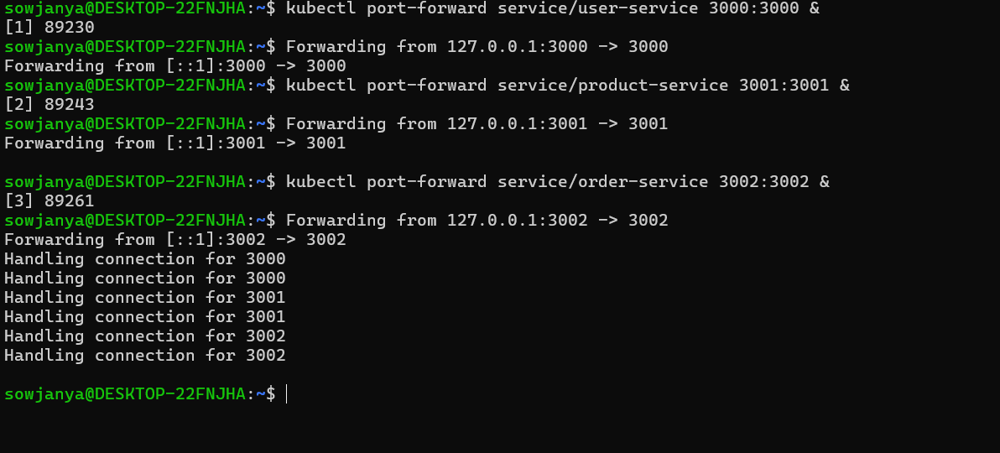 sowjanya@DESKTOP-22FNJHA:~$ kubectl port-forward service/user-service 3000:3000 &
[1] 89230
sowjanya@DESKTOP-22FNJHA:~$ Forwarding from 127.0.0.1:3000 -> 3000
Forwarding from [::1]:3000 -> 3000
sowjanya@DESKTOP-22FNJHA:~$ kubectl port-forward service/product-service 3001:3001 &
[2] 89243
sowjanya@DESKTOP-22FNJHA:~$ Forwarding from 127.0.0.1:3001 -> 3001
Forwarding from [::1]:3001 -> 3001
sowjanya@DESKTOP-22FNJHA:~$ kubectl port-forward service/order-service 3002:3002 &
[3] 89261
sowjanya@DESKTOP-22FNJHA:~$ Forwarding from 127.0.0.1:3002 -> 3002
Forwarding from [::1]:3002 -> 3002
Handling connection for 3000
Handling connection for 3000
Handling connection for 3001
Handling connection for 3001
Handling connection for 3002
Handling connection for 3002
sowjanya@DESKTOP-22FNJHA:~$